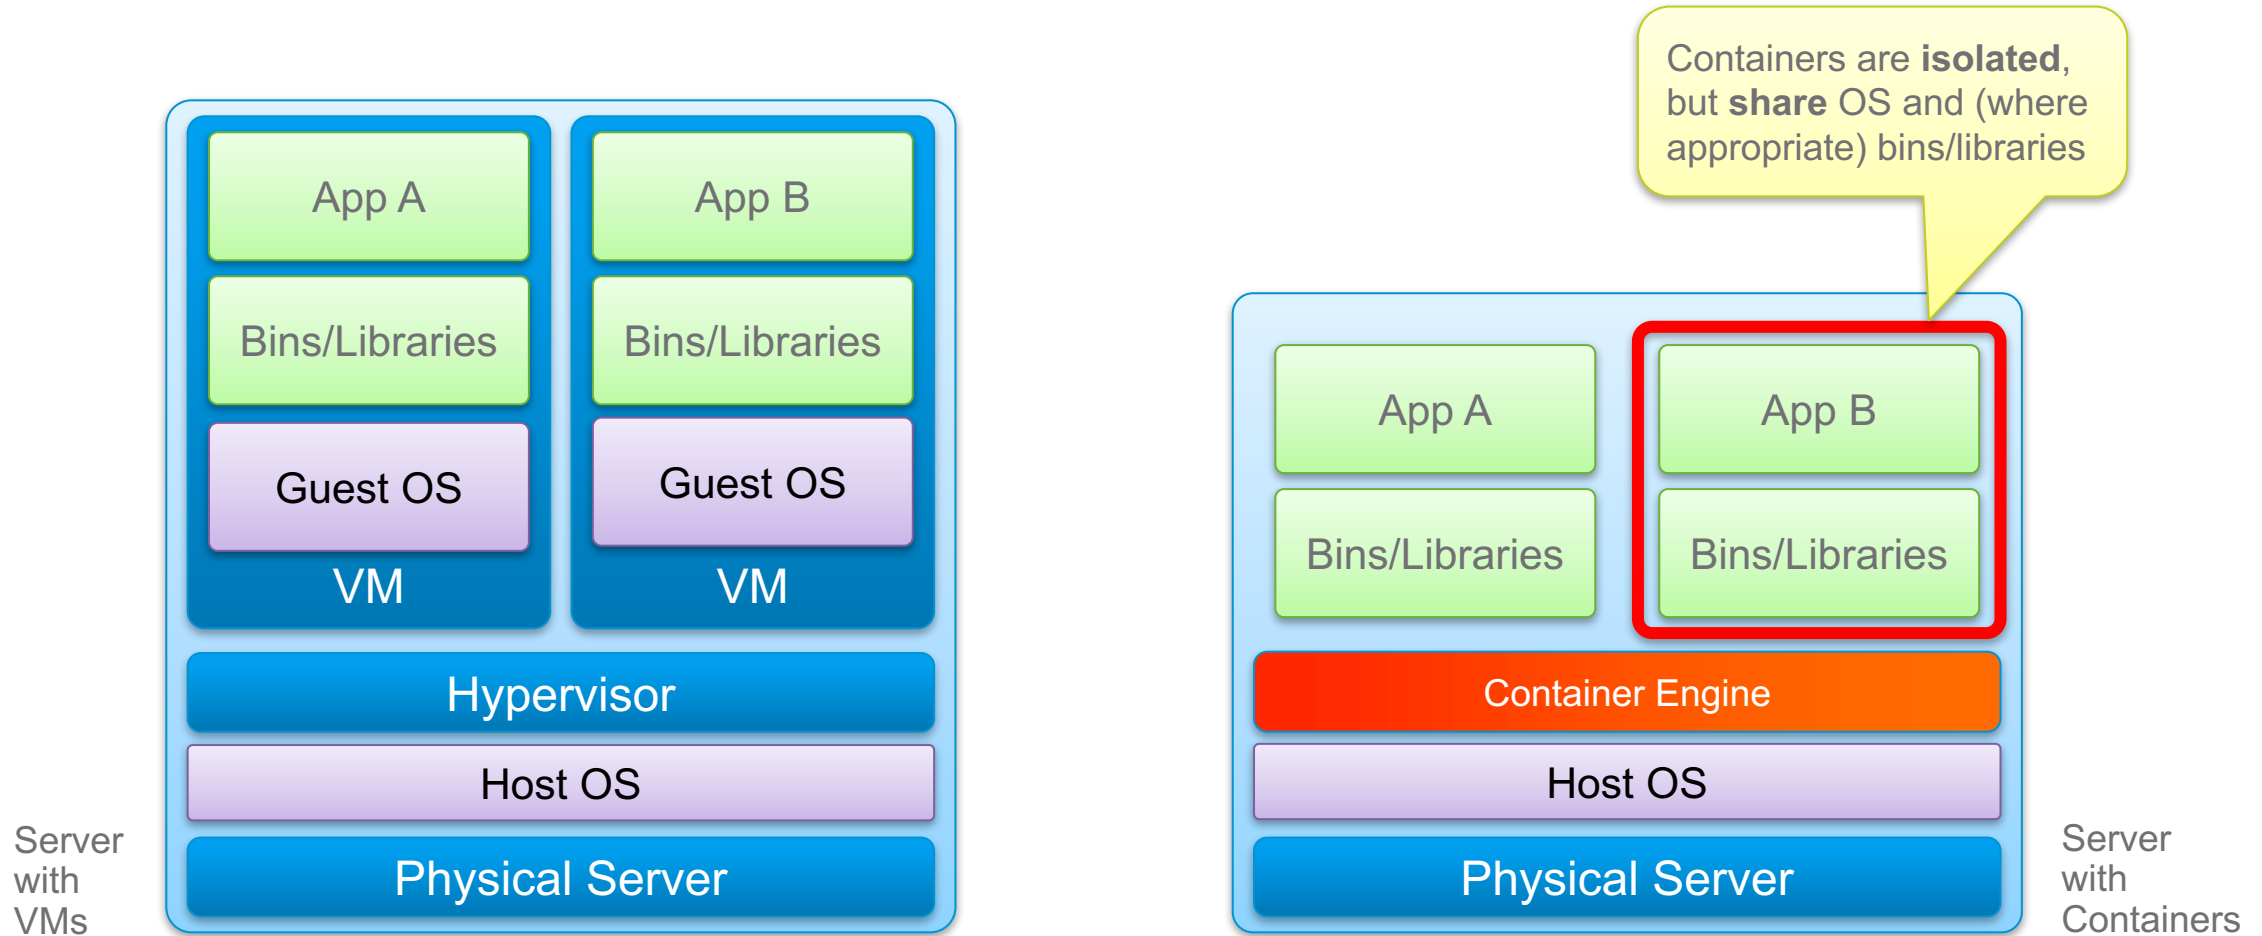 Containers are isolated,
but share OS and (where
appropriate) bins/libraries
App A
App B
Bins/Libraries
Bins/Libraries
Guest OS
Guest OS
VM
VM
Hypervisor
Host OS
Physical Server
Server
with
VMs
App A
App B
Bins/Libraries
Bins/Libraries
Container Engine
Host OS
Physical Server
Server
with
Containers